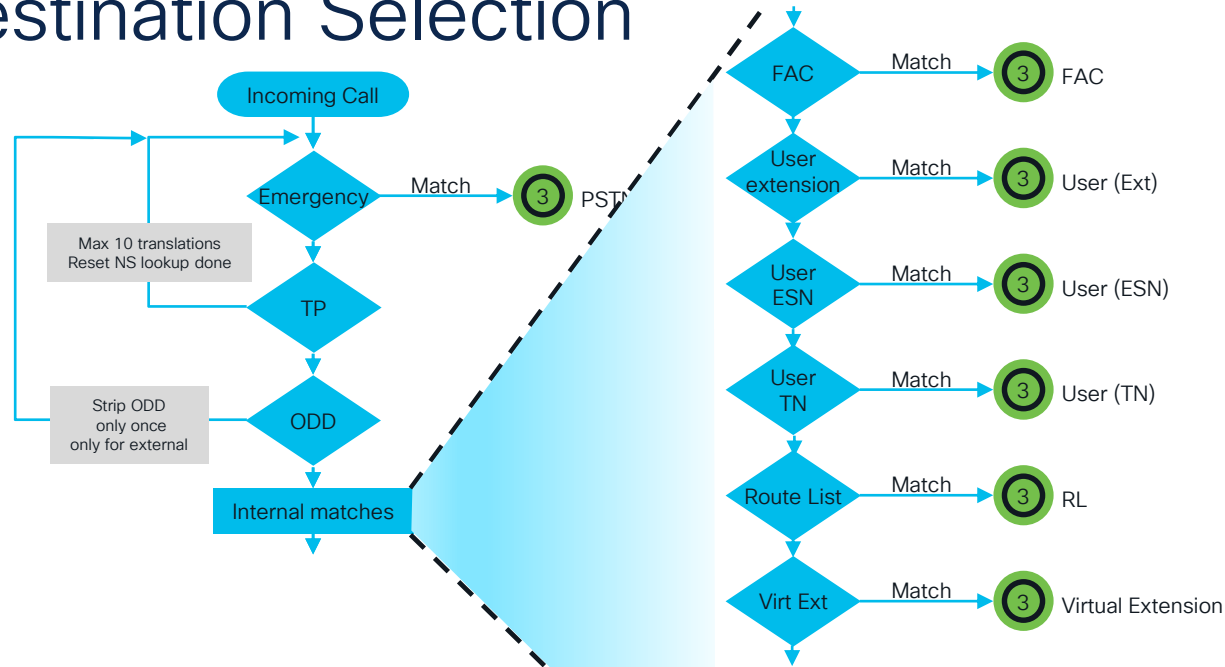 estination Selection
Incoming Call
Emergency
Match
3
Max 10 translations
Reset NS lookup done
TP
Strip ODD
only once
only for external
ODD
Internal matches
FAC
Match
3
FAC
User
extension
Match
3
User (Ext)
User
ESN
Match
3
User (ESN)
User
TN
Match
3
User (TN)
Route List
Match
3
RL
Virt Ext
Match
3
Virtual Extension